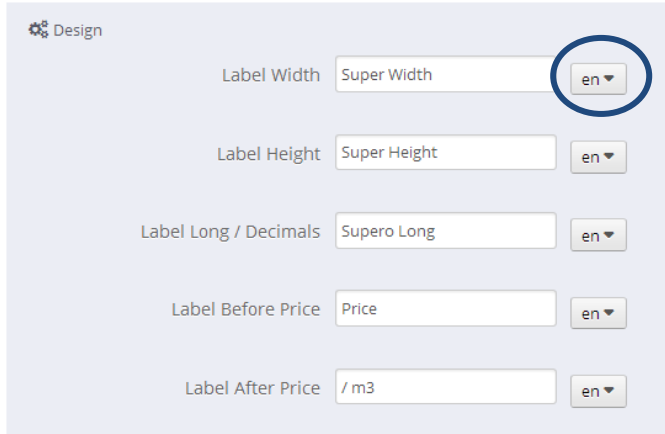 Design
Label Width Super Width en
Label Height Super Height en
Label Long / Decimals Supero Long en
Label Before Price Price en
Label After Price / m3 en